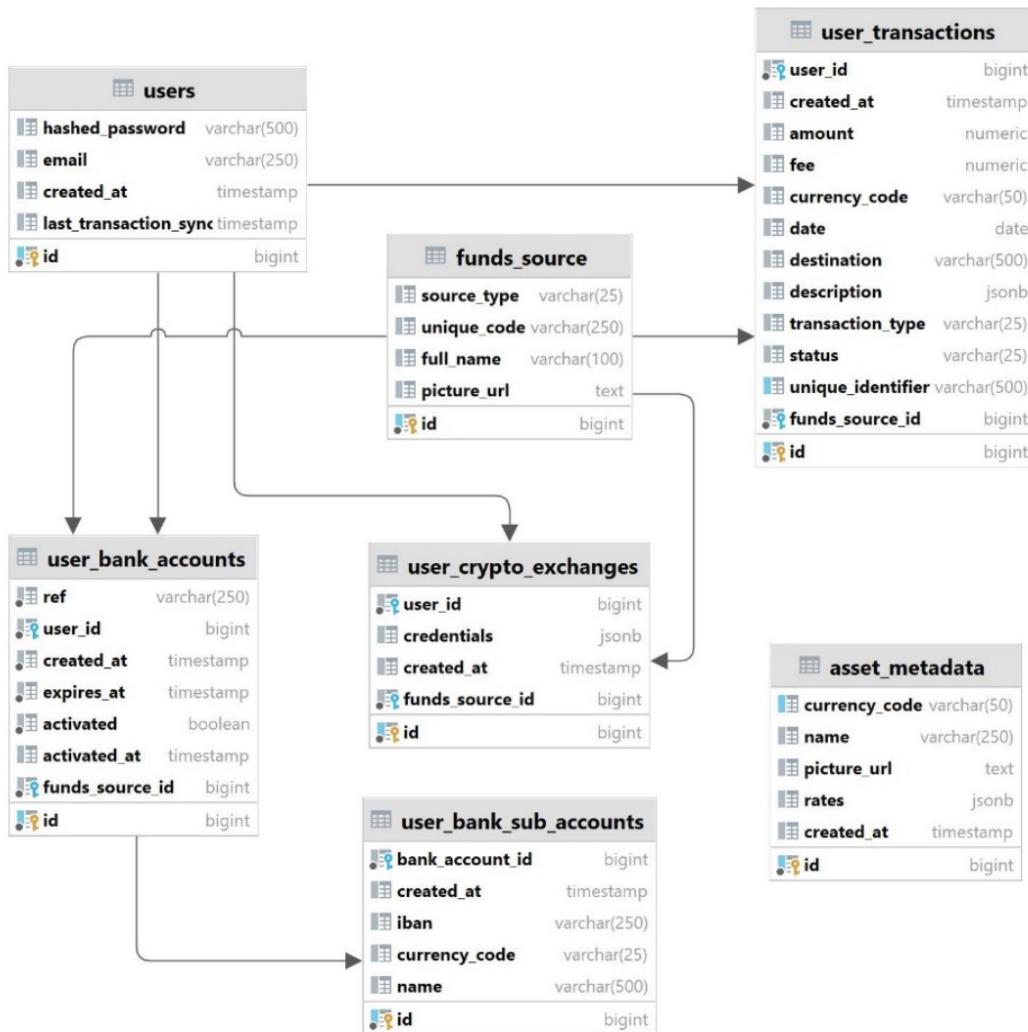 users
hashed_password varchar(500)
email varchar(250)
created_at timestamp
last_transaction_sync timestamp
id bigint
funds_source
source_type varchar(25)
unique_code varchar(250)
full_name varchar(100)
picture_url text
id bigint
user_transactions
user_id bigint
created_at timestamp
amount numeric
fee numeric
currency_code varchar(50)
date date
destination varchar(500)
description jsonb
transaction_type varchar(25)
status varchar(25)
unique_identifier varchar(500)
funds_source_id bigint
id bigint
user_bank_accounts
ref varchar(250)
user_id bigint
created_at timestamp
expires_at timestamp
activated boolean
activated_at timestamp
funds_source_id bigint
id bigint
user_crypto_exchanges
user_id bigint
credentials jsonb
created_at timestamp
funds_source_id bigint
id bigint
user_bank_sub_accounts
bank_account_id bigint
created_at timestamp
iban varchar(250)
currency_code varchar(25)
name varchar(500)
id bigint
asset_metadata
currency_code varchar(50)
name varchar(250)
picture_url text
rates jsonb
created_at timestamp
id bigint